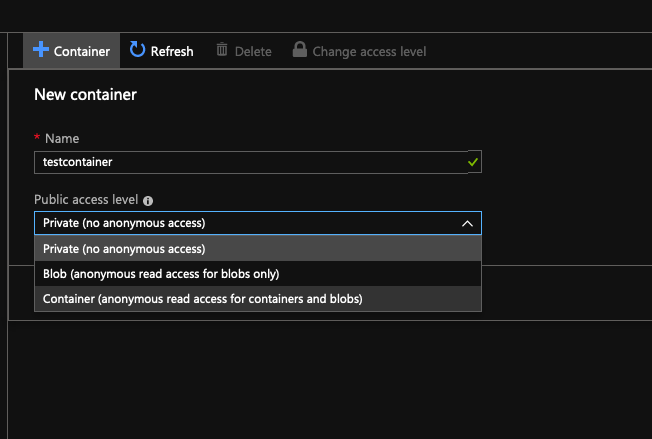 Container Refresh Delete Change access level
New container
* Name
testcontainer
Public access level
Private (no anonymous access)
Private (no anonymous access)
Blob (anonymous read access for blobs only)
Container (anonymous read access for containers and blobs)